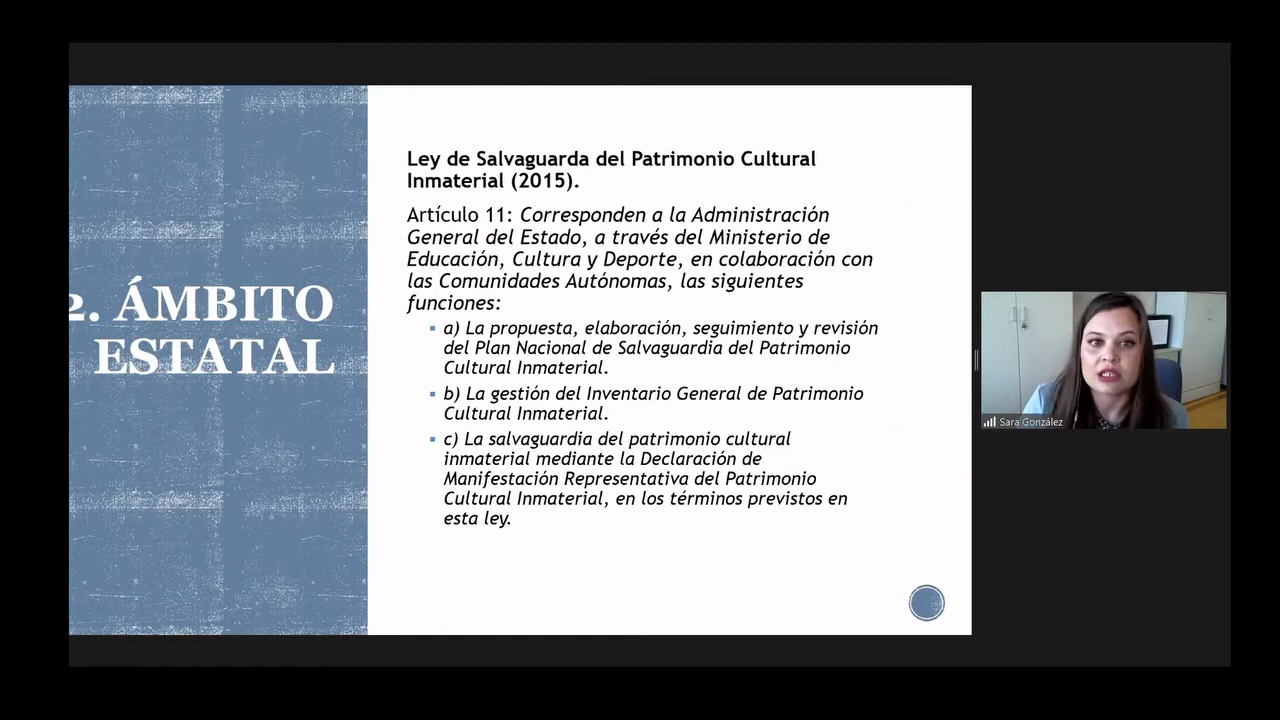 2. ÁMBITO
ESTATAL
Ley de Salvaguarda del Patrimonio Cultural
Inmaterial (2015).
Artículo 11: Corresponden a la Administración
General del Estado, a través del Ministerio de
Educación, Cultura y Deporte, en colaboración con
las Comunidades Autónomas, las siguientes
funciones:
a) La propuesta, elaboración, seguimiento y revisión
del Plan Nacional de Salvaguardia del Patrimonio
Cultural Inmaterial.
b) La gestión del Inventario General de Patrimonio
Cultural Inmaterial.
c) La salvaguardia del patrimonio cultural
inmaterial mediante la Declaración de
Manifestación Representativa del Patrimonio
Cultural Inmaterial, en los términos previstos en
esta ley.
Sara González